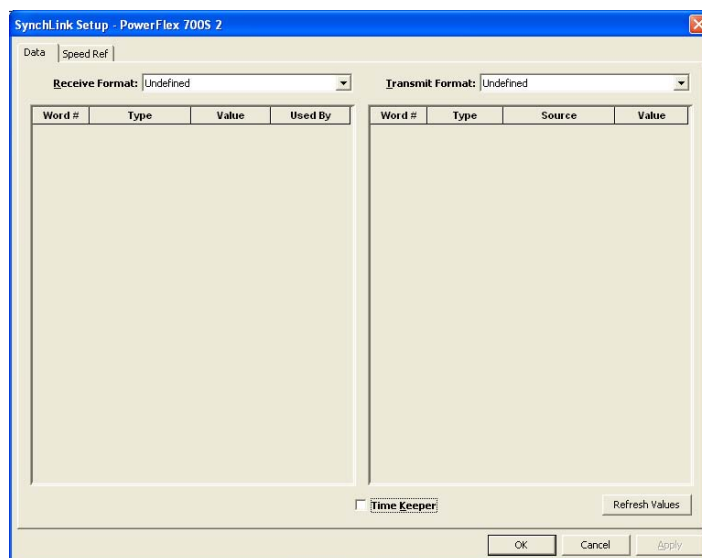 SynchLink Setup - PowerFlex 700S 2
Data Speed Ref
Receive Format: Undefined Transmit Format: Undefined
Word # Type Value Used By Word # Type Source Value
Time Keeper Refresh Values
OK Cancel Apply